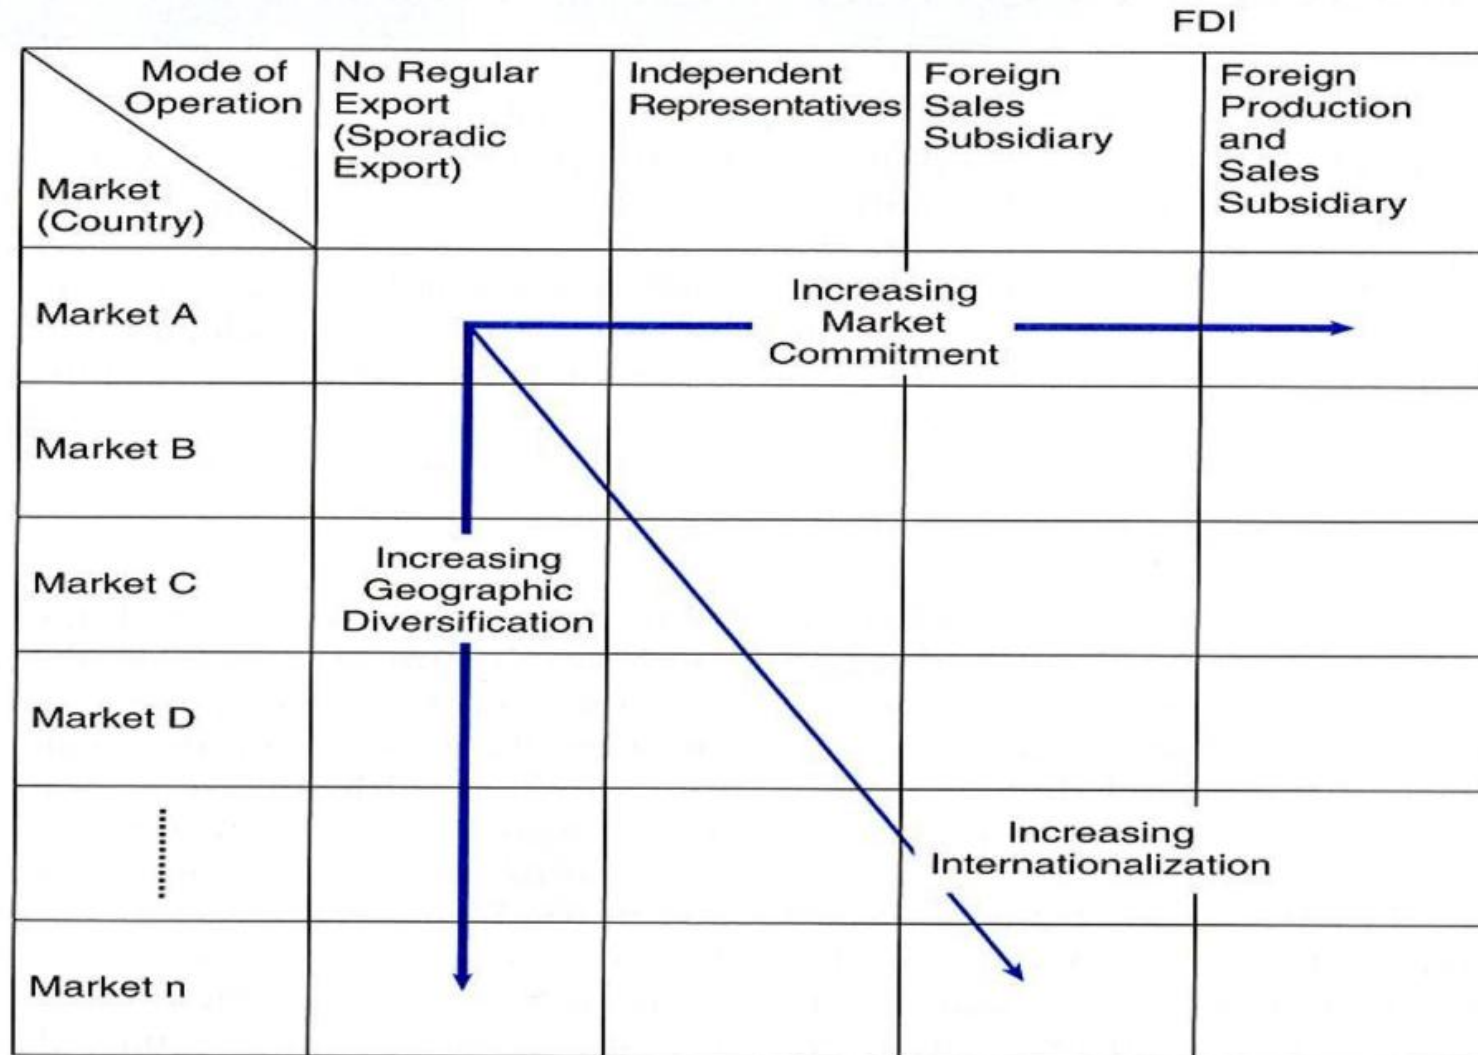 FDI
Mode of
Operation
Market
(Country)
No Regular
Export
(Sporadic
Export)
Independent
Representatives
Foreign
Sales
Subsidiary
Foreign
Production
and
Sales
Subsidiary
Market A
Increasing
Market
Commitment
Market B
Market C
Increasing
Geographic
Diversification
Market D
Increasing
Internationalization
Market n